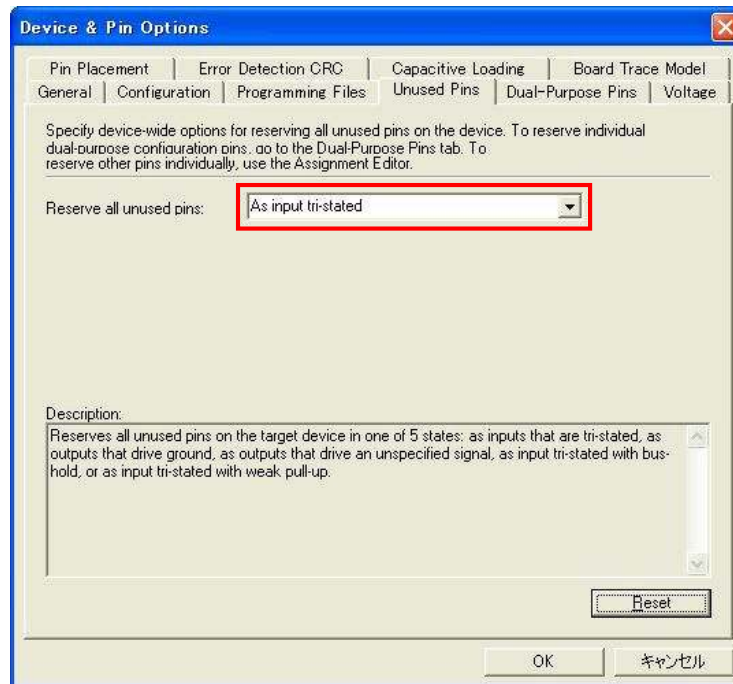 Device & Pin Options
Pin Placement Error Detection CRC Capacitive Loading Board Trace Model
General Configuration Programming Files Unused Pins Dual-Purpose Pins Voltage
Specify device-wide options for reserving all unused pins on the device. To reserve individual
dual-purpose configuration pins, go to the Dual-Purpose Pins tab. To
reserve other pins individually, use the Assignment Editor.
Reserve all unused pins: As input tri-stated
Description:
Reserves all unused pins on the target device in one of 5 states: as inputs that are tri-stated, as
outputs that drive ground, as outputs that drive an unspecified signal, as input tri-stated with bus-
hold, or as input tri-stated with weak pull-up.
Reset
OK キャンセル